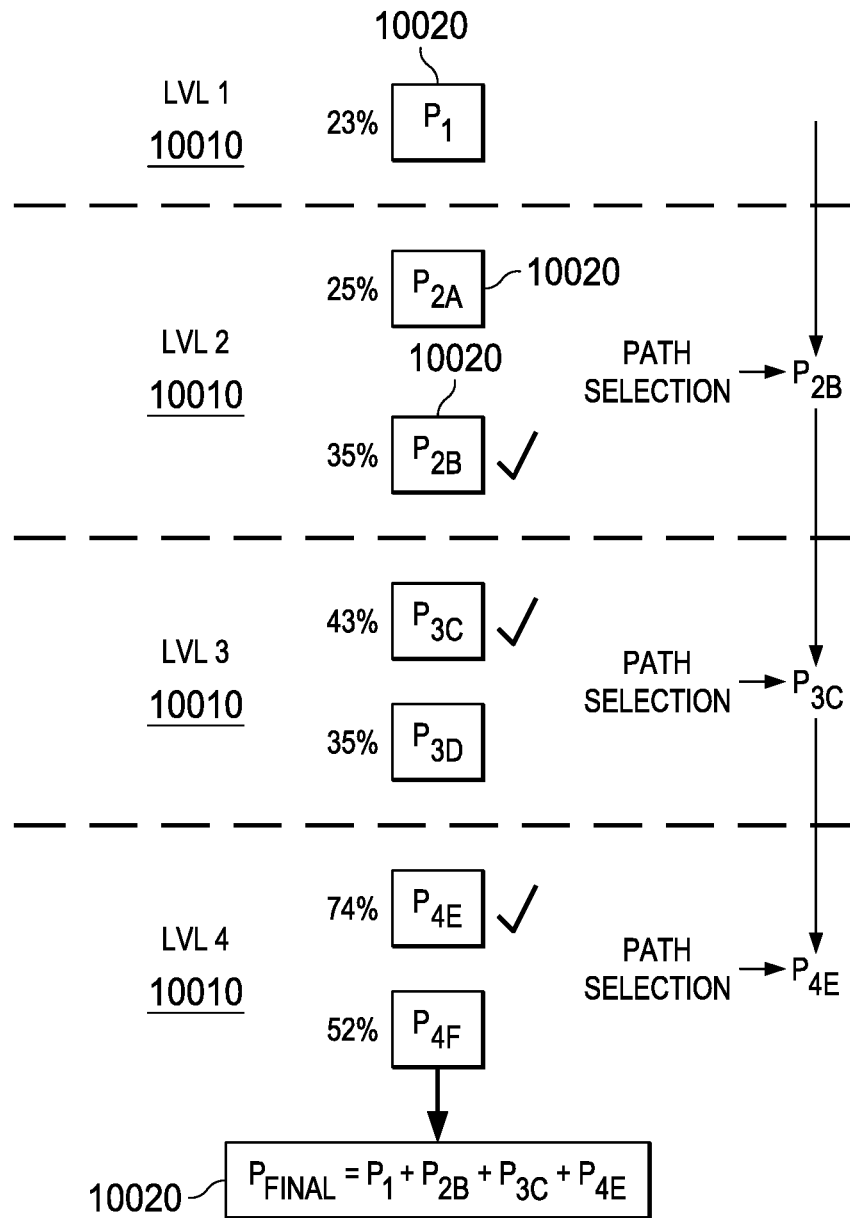 10020
LVL 1
10010
23%
P1
25%
P2A
10020
LVL 2
10010
10020
35%
P2B
PATH
SELECTION
P2B
LVL 3
10010
43%
P3C
35%
P3D
PATH
SELECTION
P3C
LVL 4
10010
74%
P4E
52%
P4F
PATH
SELECTION
P4E
PFINAL = P1 + P2B + P3C + P4E
10020